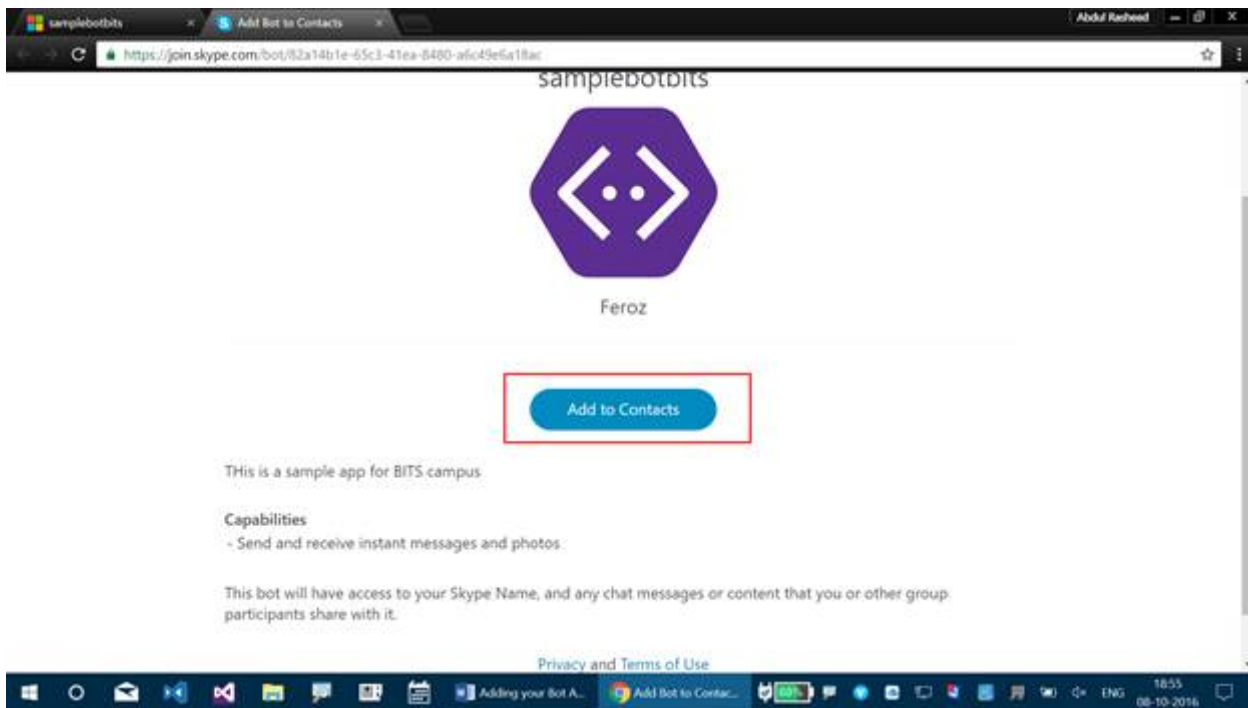 samplebotbits
Add Bot to Contacts
Abdul Rasheed
https://join.skype.com/bot/82a14b1e-65c3-41ea-8480-a6c49e6a18ac
samplebotbits
Feroz
Add to Contacts
THis is a sample app for BITS campus
Capabilities
- Send and receive instant messages and photos
This bot will have access to your Skype Name, and any chat messages or content that you or other group
participants share with it.
Privacy and Terms of Use
Adding your Bot A...
Add Bot to Contac...
ENG
18:55
08-10-2016